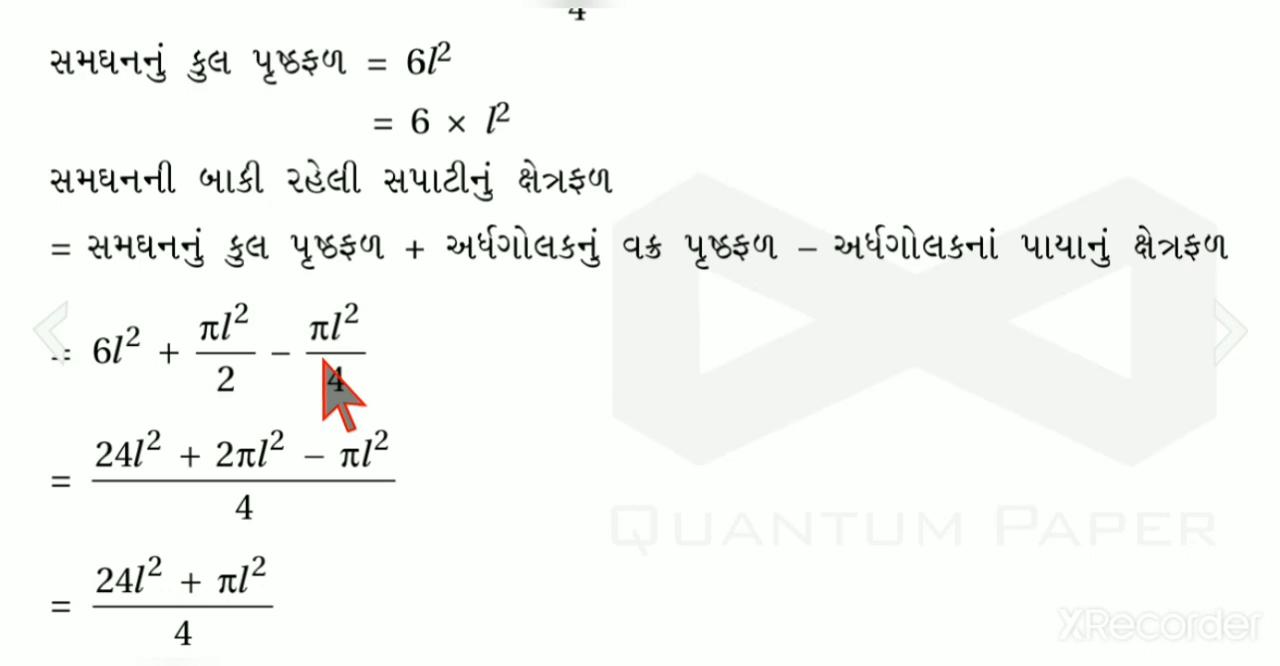 4
સમઘનનું કુલ પૃષ્ઠફળ = 6l²
= 6 × l²
સમઘનની બાકી રહેલી સપાટીનું ક્ષેત્રફળ
= સમઘનનું કુલ પૃષ્ઠફળ + અર્ધગોલકનું વક્ર પૃષ્ઠફળ – અર્ધગોલકનાં પાયાનું ક્ષેત્રફળ
= 6l² + πl²/2 – πl²/4
= (24l² + 2πl² – πl²)/4
= (24l² + πl²)/4
QUANTUM PAPER
XRecorder